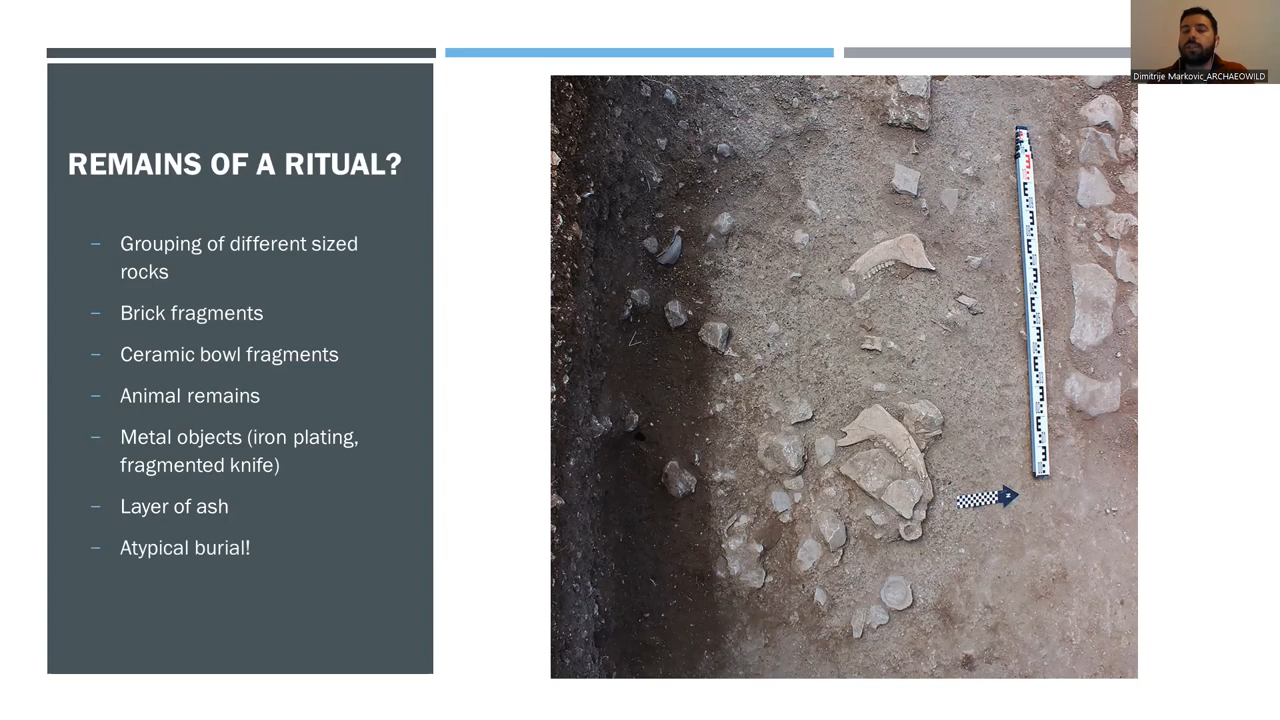 Dimitrije Markovic_ARCHAEOWILD
REMAINS OF A RITUAL?
– Grouping of different sized
rocks
– Brick fragments
– Ceramic bowl fragments
– Animal remains
– Metal objects (iron plating,
fragmented knife)
– Layer of ash
– Atypical burial!